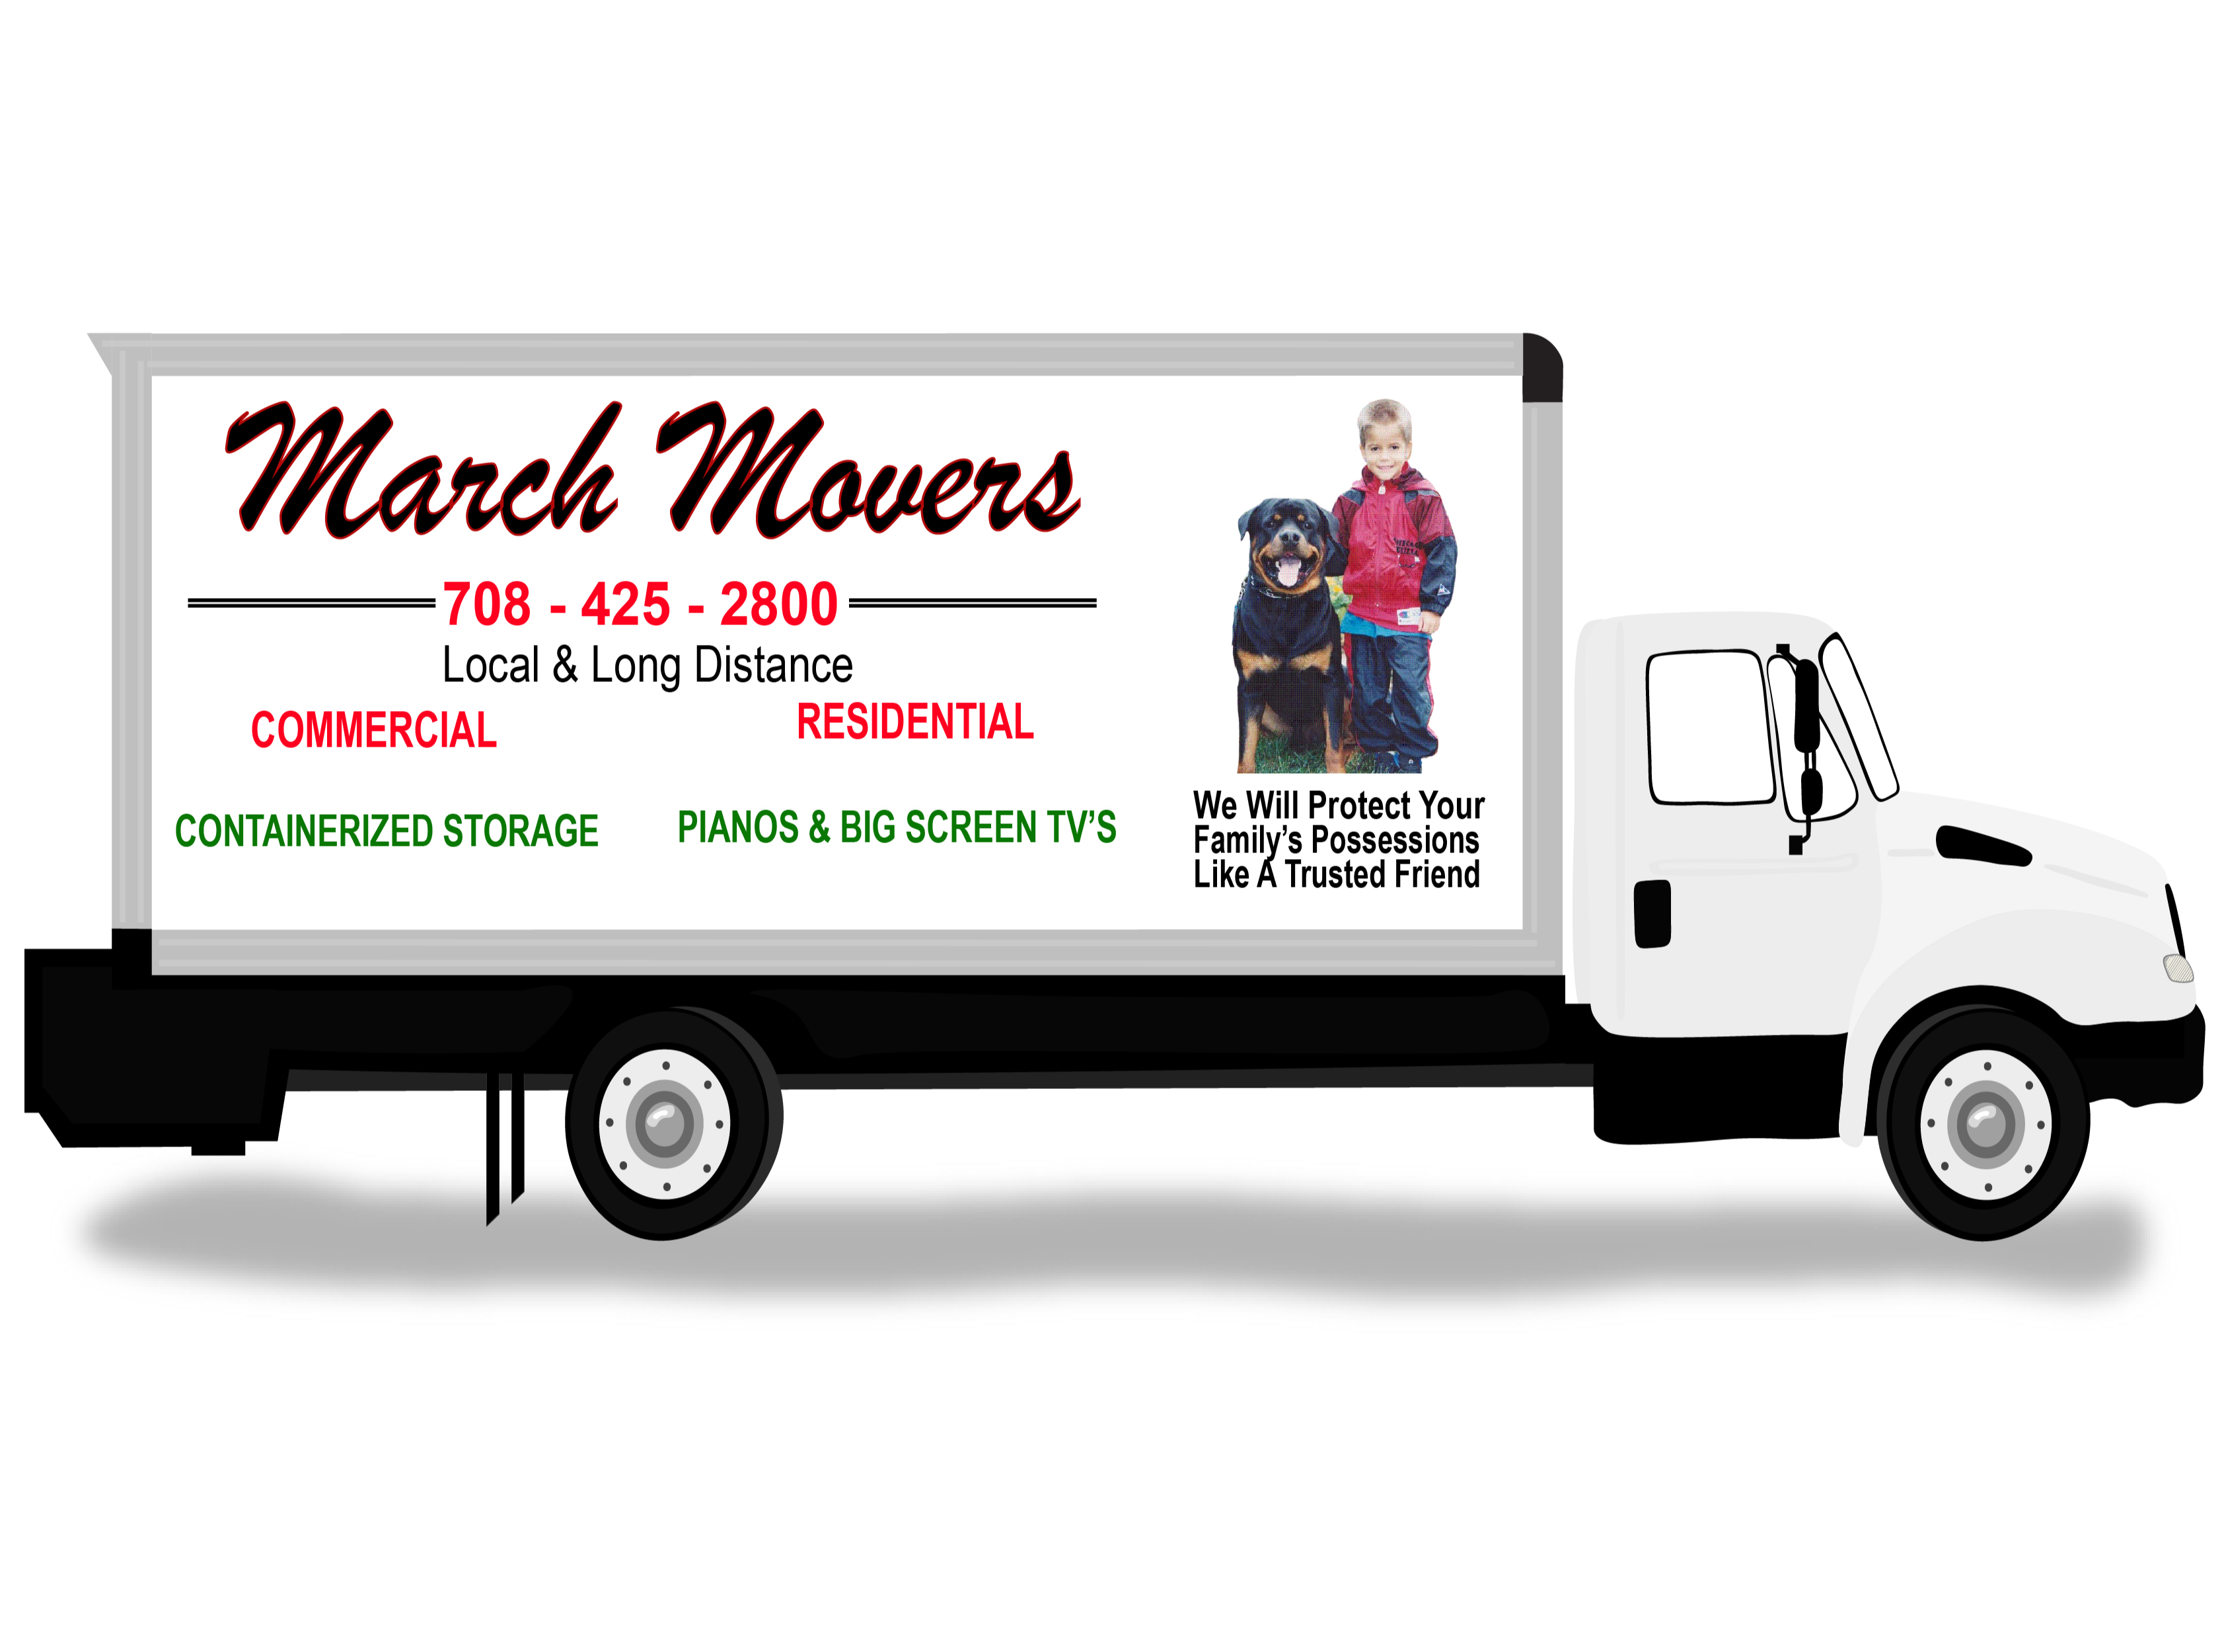 March Movers
708 - 425 - 2800
Local & Long Distance
COMMERCIAL
RESIDENTIAL
CONTAINERIZED STORAGE
PIANOS & BIG SCREEN TV'S
We Will Protect Your
Family's Possessions
Like A Trusted Friend